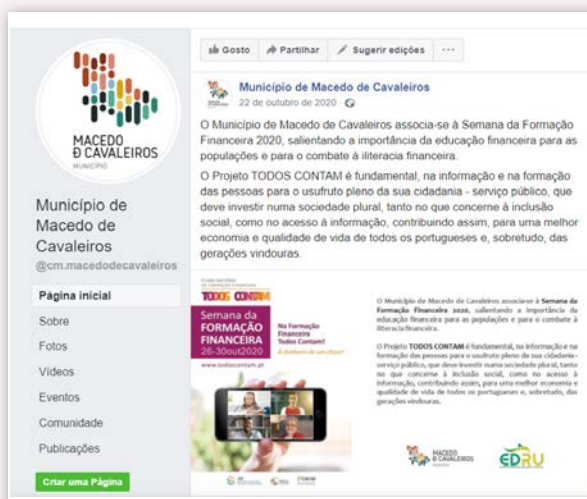 MACEDO
D CAVALEIROS
MUNICÍPIO
Município de
Macedo de
Cavaleiros
@cm.macedodecavaleiros
Página inicial
Sobre
Fotos
Vídeos
Eventos
Comunidade
Publicações
Criar uma Página
Gosto
Partilhar
Sugerir edições
Município de Macedo de Cavaleiros
22 de outubro de 2020
O Município de Macedo de Cavaleiros associa-se à Semana da Formação
Financeira 2020, salientando a importância da educação financeira para as
populações e para o combate à iliteracia financeira.
O Projeto TODOS CONTAM é fundamental, na informação e na formação
das pessoas para o usufruto pleno da sua cidadania - serviço público, que
deve investir numa sociedade plural, tanto no que concerne à inclusão
social, como no acesso à informação, contribuindo assim, para uma melhor
economia e qualidade de vida de todos os portugueses e, sobretudo, das
gerações vindouras.
TODOS CONTAM
Semana da
FORMAÇÃO
FINANCEIRA
26-30out2020
www.todoscontam.pt
Na Formação
Financeira
Todos Contam!
À distância de um clique!
O Município de Macedo de Cavaleiros associa-se à Semana da
Formação Financeira 2020, salientando a importância da
educação financeira para as populações e para o combate à
iliteracia financeira.
O Projeto TODOS CONTAM é fundamental, na informação e na
formação das pessoas para o usufruto pleno da sua cidadania-
serviço público, que deve investir numa sociedade plural, tanto
no que concerne à inclusão social, como no acesso à
informação, contribuindo assim, para uma melhor economia e
qualidade de vida de todos os portugueses e, sobretudo, das
gerações vindouras.
MACEDO
D CAVALEIROS
EDRU